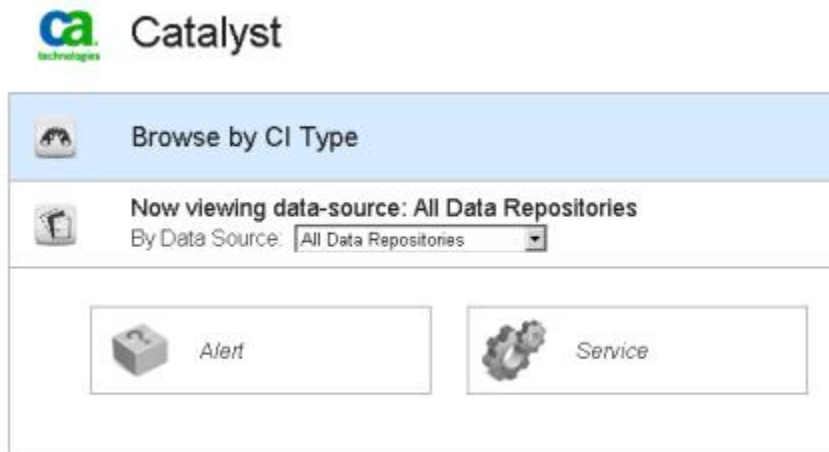 ca
technologies
Catalyst
Browse by CI Type
Now viewing data-source: All Data Repositories
By Data Source: All Data Repositories
Alert
Service